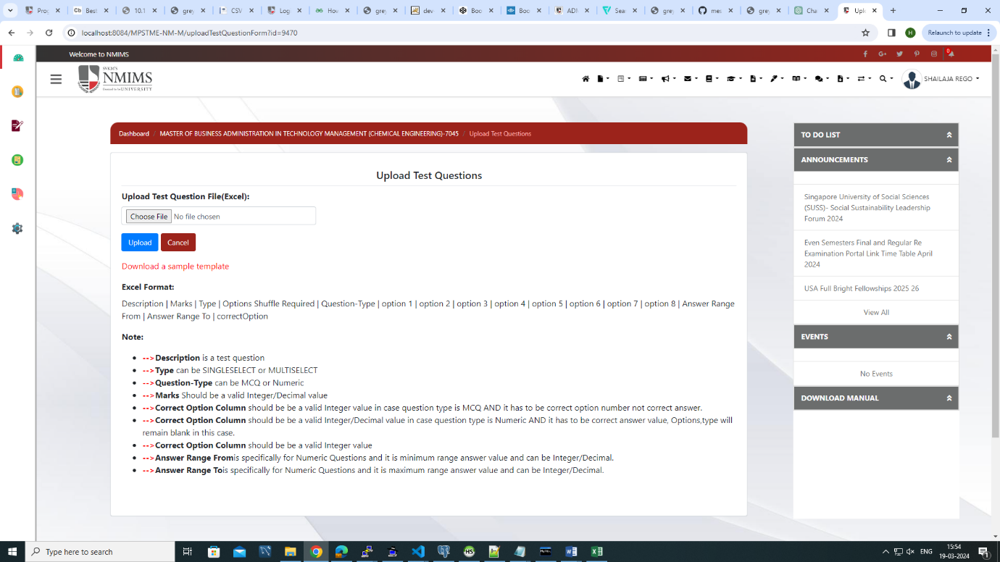 Proj
Best
10.1
grey
CSV
Log
How
grey
dev
Boo
Boo
ADM
Sear
grey
mes
grey
Cha
Uplo
localhost:8084/MPSTME-NM-M/uploadTestQuestionForm?id=9470
H
Relaunch to update
Welcome to NMIMS
0
SVKM'S
NMIMS
Deemed to be UNIVERSITY
SHAILAJA REGO
Dashboard / MASTER OF BUSINESS ADMINISTRATION IN TECHNOLOGY MANAGEMENT (CHEMICAL ENGINEERING)-7045 / Upload Test Questions
Upload Test Questions
Upload Test Question File(Excel):
Choose File No file chosen
Upload Cancel
Download a sample template
Excel Format:
Description | Marks | Type | Options Shuffle Required | Question-Type | option 1 | option 2 | option 3 | option 4 | option 5 | option 6 | option 7 | option 8 | Answer Range
From | Answer Range To | correctOption
Note:
-->Description is a test question
-->Type can be SINGLESELECT or MULTISELECT
-->Question-Type can be MCQ or Numeric
-->Marks Should be a valid Integer/Decimal value
-->Correct Option Column should be be a valid Integer value in case question type is MCQ AND it has to be correct option number not correct answer.
-->Correct Option Column should be be a valid Integer/Decimal value in case question type is Numeric AND it has to be correct answer value, Options,type will
remain blank in this case.
-->Correct Option Column should be be a valid Integer value
-->Answer Range Fromis specifically for Numeric Questions and it is minimum range answer value and can be Integer/Decimal.
-->Answer Range Tois specifically for Numeric Questions and it is maximum range answer value and can be Integer/Decimal.
TO DO LIST
ANNOUNCEMENTS
Singapore University of Social Sciences
(SUSS)- Social Sustainability Leadership
Forum 2024
Even Semesters Final and Regular Re
Examination Portal Link Time Table April
2024
USA Full Bright Fellowships 2025 26
View All
EVENTS
No Events
DOWNLOAD MANUAL
Type here to search
ENG
15:54
19-03-2024
1